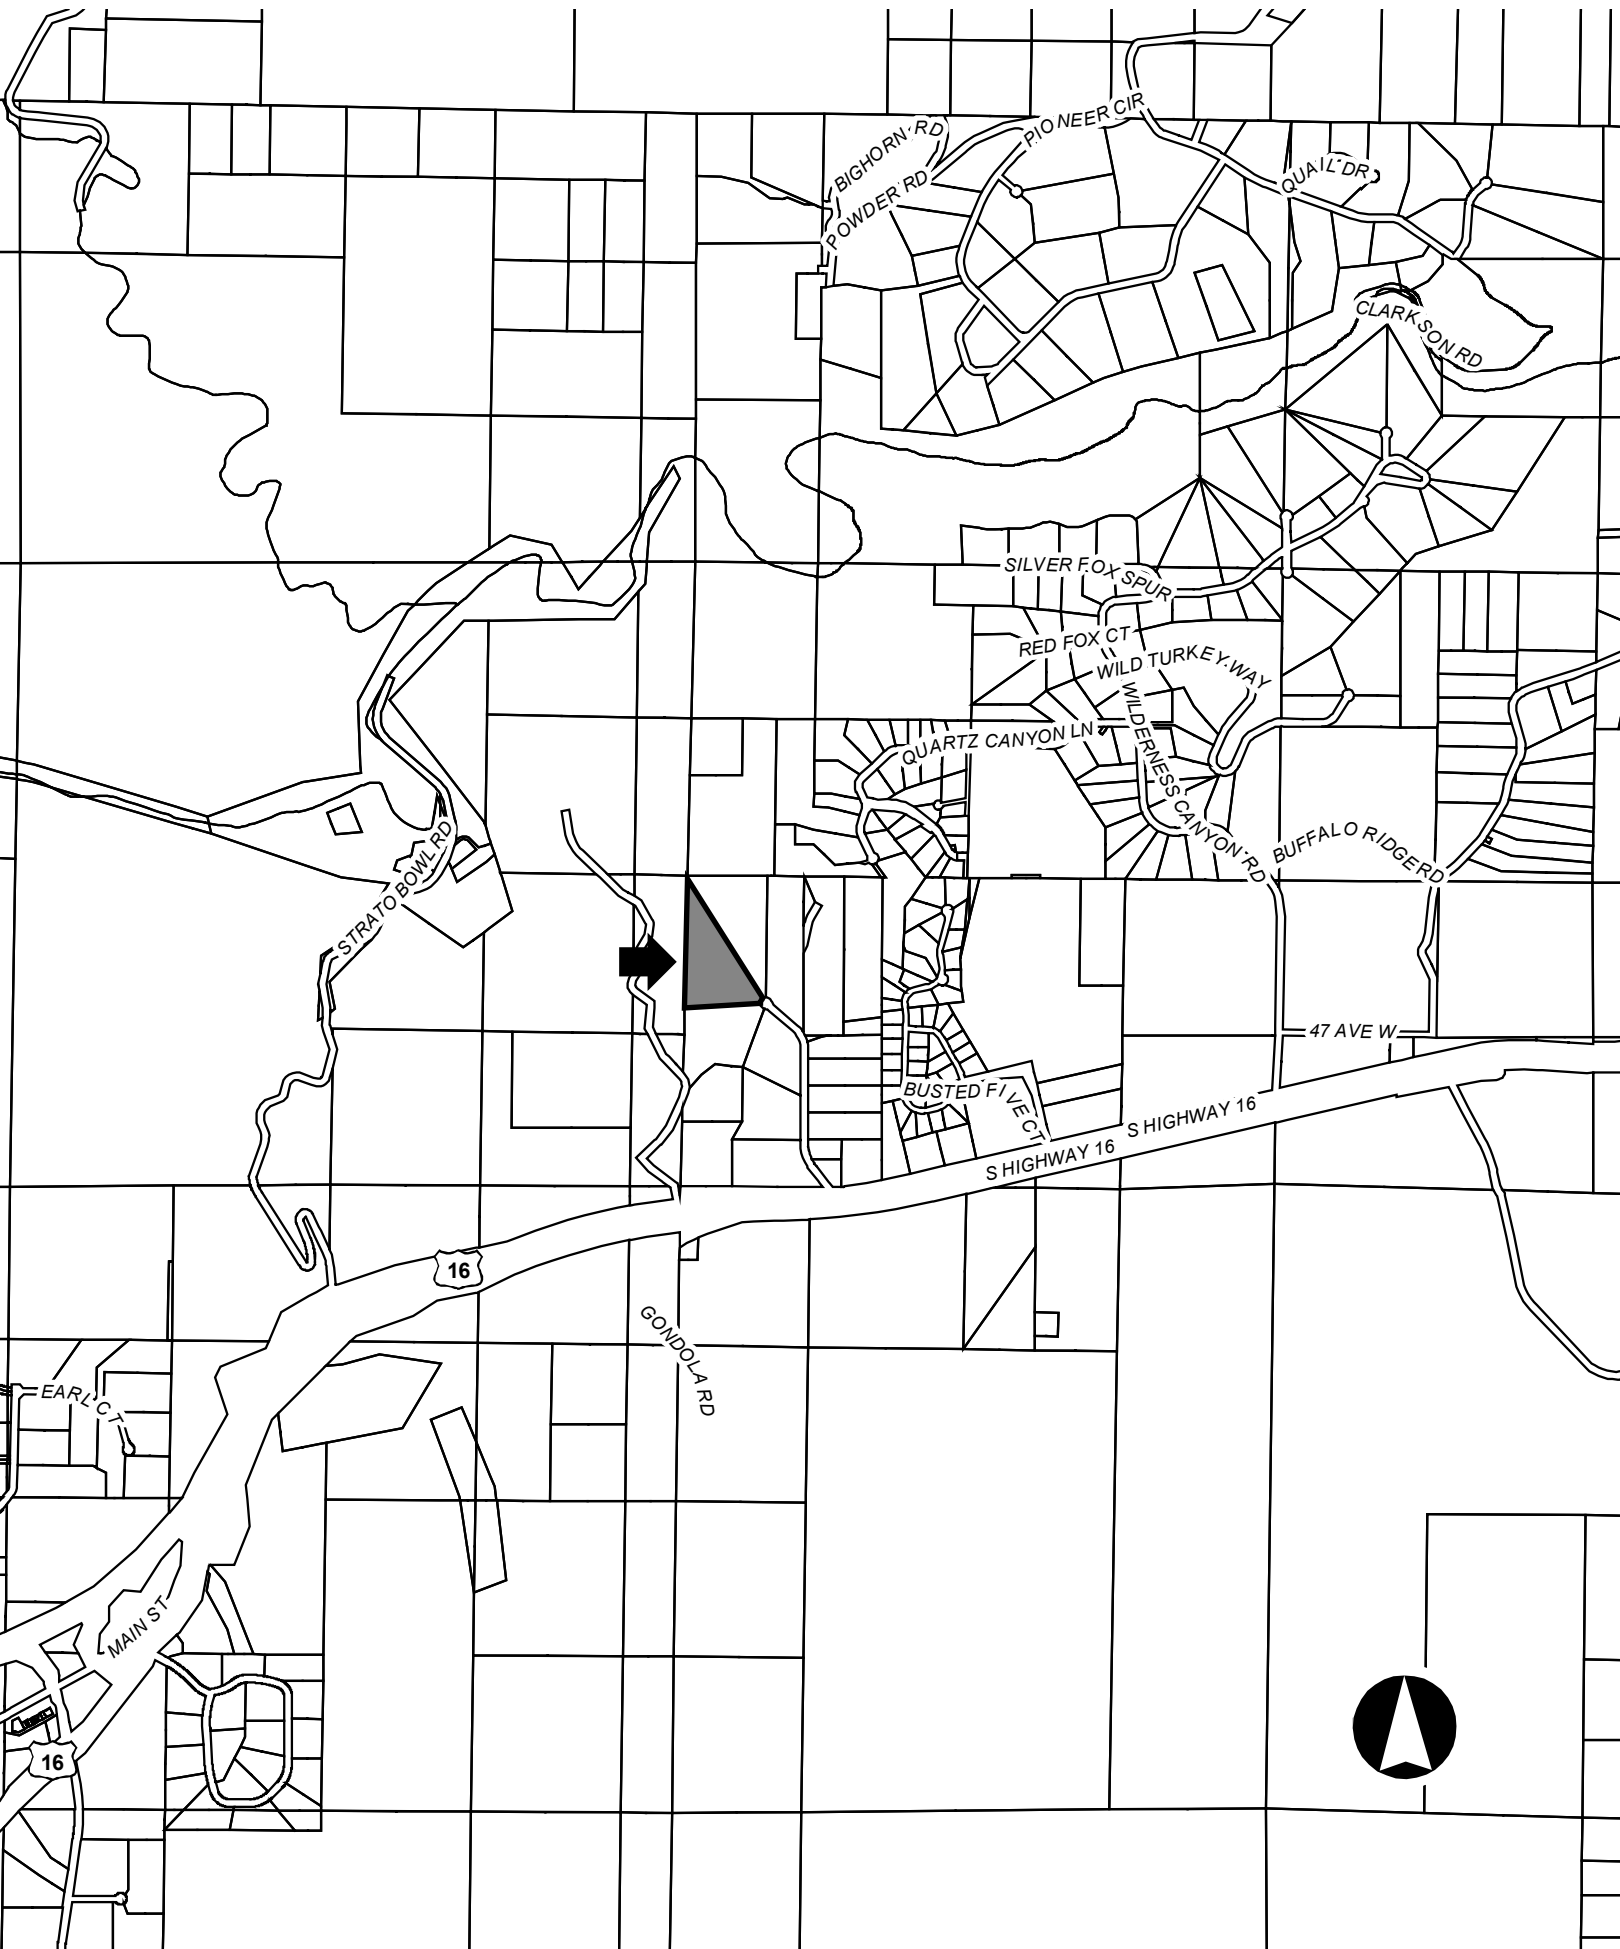 PIONEER CIR
BIGHORN RD
POWDER RD
QUAIL DR
CLARKSON RD
SILVER FOX SPUR
RED FOX CT
WILD TURKEY WAY
WILDERNESS CANYON RD
QUARTZ CANYON LN
BUFFALO RIDGE RD
STRATO BOWL RD
47 AVE W
BUSTED FIVE CT
S HIGHWAY 16
S HIGHWAY 16
16
GONDOLA RD
EARL CT
MAIN ST
16